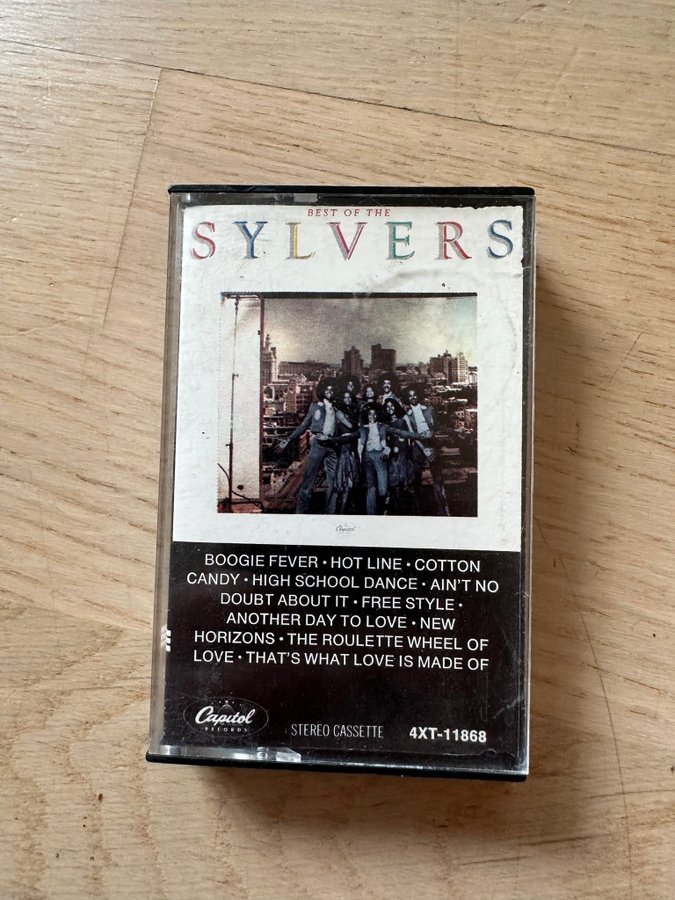 BEST OF THE
SYLVERS
Capitol
BOOGIE FEVER • HOT LINE • COTTON
CANDY • HIGH SCHOOL DANCE • AIN'T NO
DOUBT ABOUT IT • FREE STYLE •
ANOTHER DAY TO LOVE • NEW
HORIZONS • THE ROULETTE WHEEL OF
LOVE • THAT'S WHAT LOVE IS MADE OF
Capitol
RECORDS
STEREO CASSETTE
4XT-11868